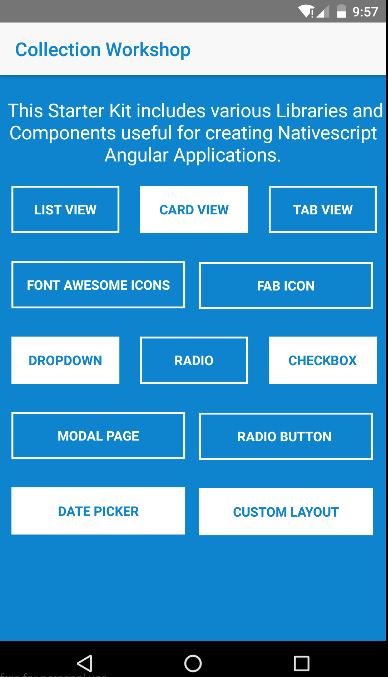 9:57
Collection Workshop
This Starter Kit includes various Libraries and
Components useful for creating Nativescript
Angular Applications.
LIST VIEW
CARD VIEW
TAB VIEW
FONT AWESOME ICONS
FAB ICON
DROPDOWN
RADIO
CHECKBOX
MODAL PAGE
RADIO BUTTON
DATE PICKER
CUSTOM LAYOUT